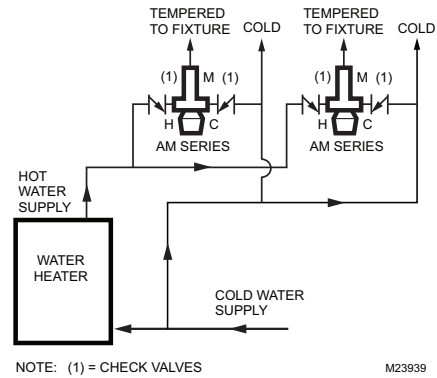 TEMPERED
TO FIXTURE
COLD
TEMPERED
TO FIXTURE
COLD
(1)
M
(1)
H
C
AM SERIES
(1)
M
(1)
H
C
AM SERIES
HOT
WATER
SUPPLY
WATER
HEATER
COLD WATER
SUPPLY
NOTE: (1) = CHECK VALVES
M23939